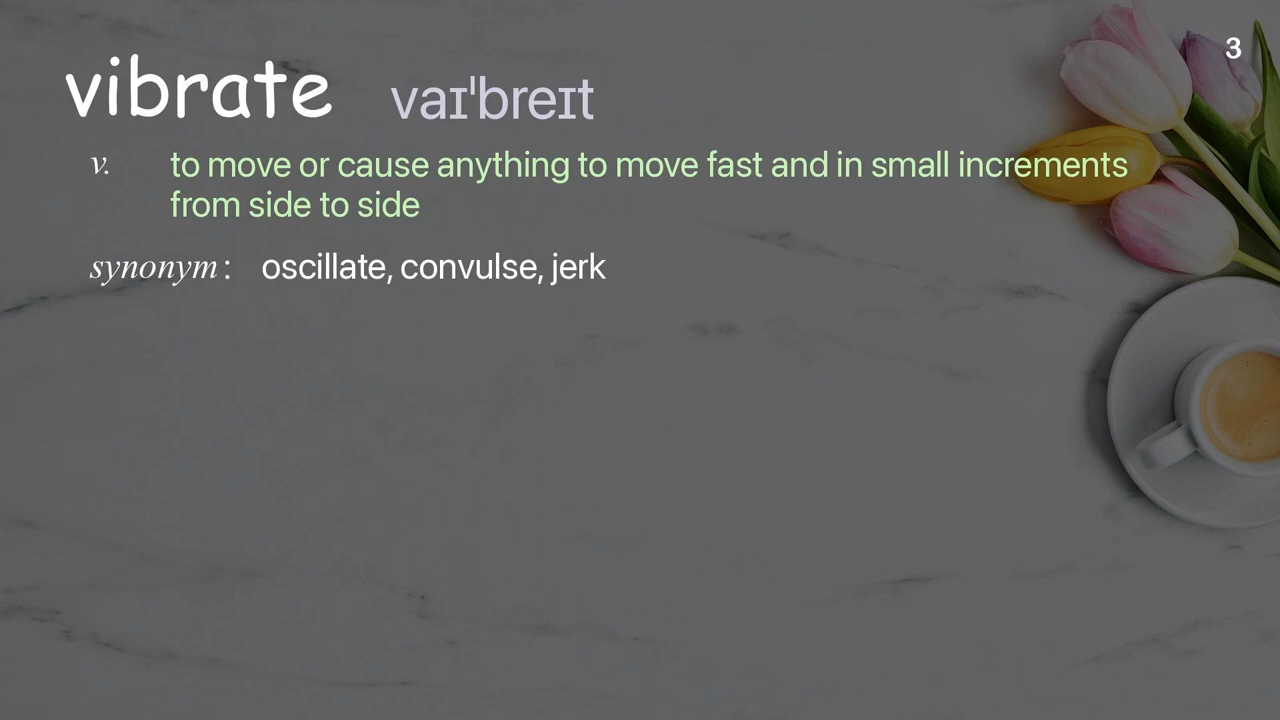 3
vibrate vaɪˈbreɪt
v. to move or cause anything to move fast and in small increments
from side to side
synonym: oscillate, convulse, jerk